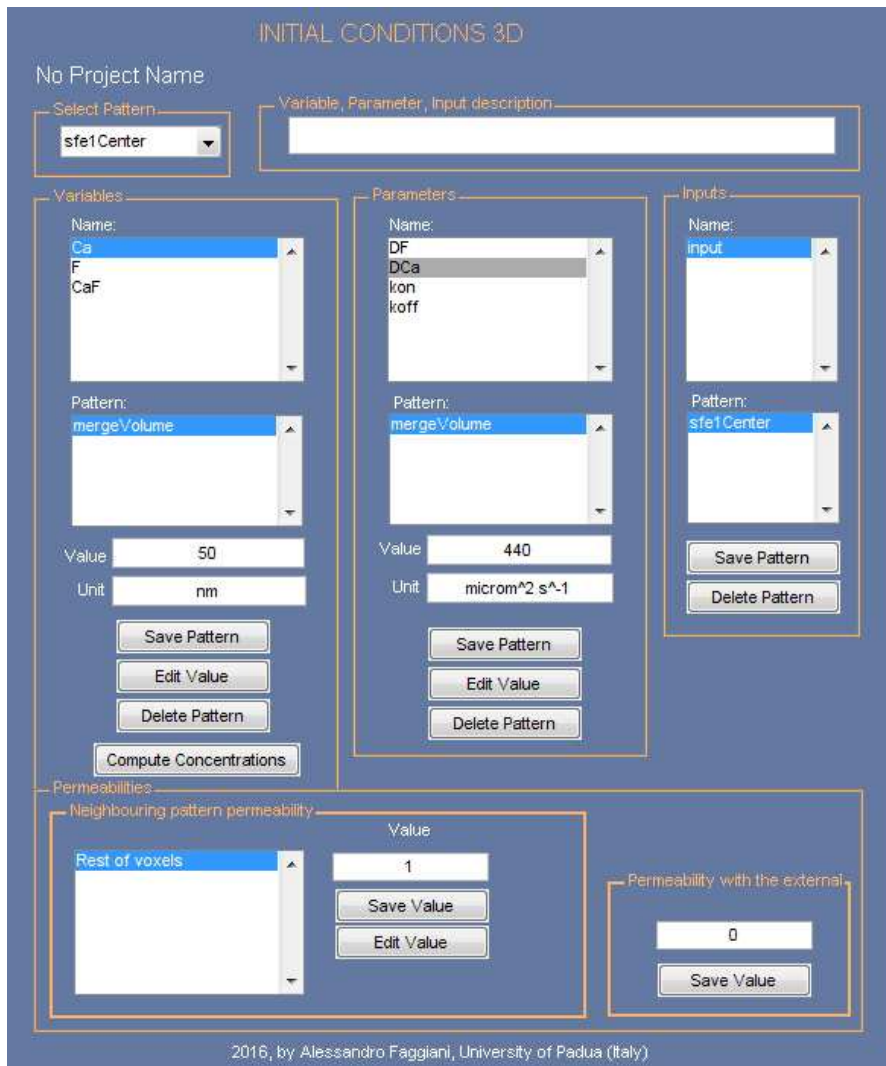 INITIAL CONDITIONS 3D
No Project Name
Select Pattern
sfe1Center
Variable, Parameter, Input description
Variables
Name:
Ca
F
CaF
Pattern:
mergeVolume
Value 50
Unit nm
Save Pattern
Edit Value
Delete Pattern
Compute Concentrations
Parameters
Name:
DF
DCa
kon
koff
Pattern:
mergeVolume
Value 440
Unit microm^2 s^-1
Save Pattern
Edit Value
Delete Pattern
Inputs
Name:
input
Pattern:
sfe1Center
Save Pattern
Delete Pattern
Permeabilities
Neighbouring pattern permeability
Rest of voxels
Value
1
Save Value
Edit Value
Permeability with the external
0
Save Value
2016, by Alessandro Faggiani, University of Padua (Italy)